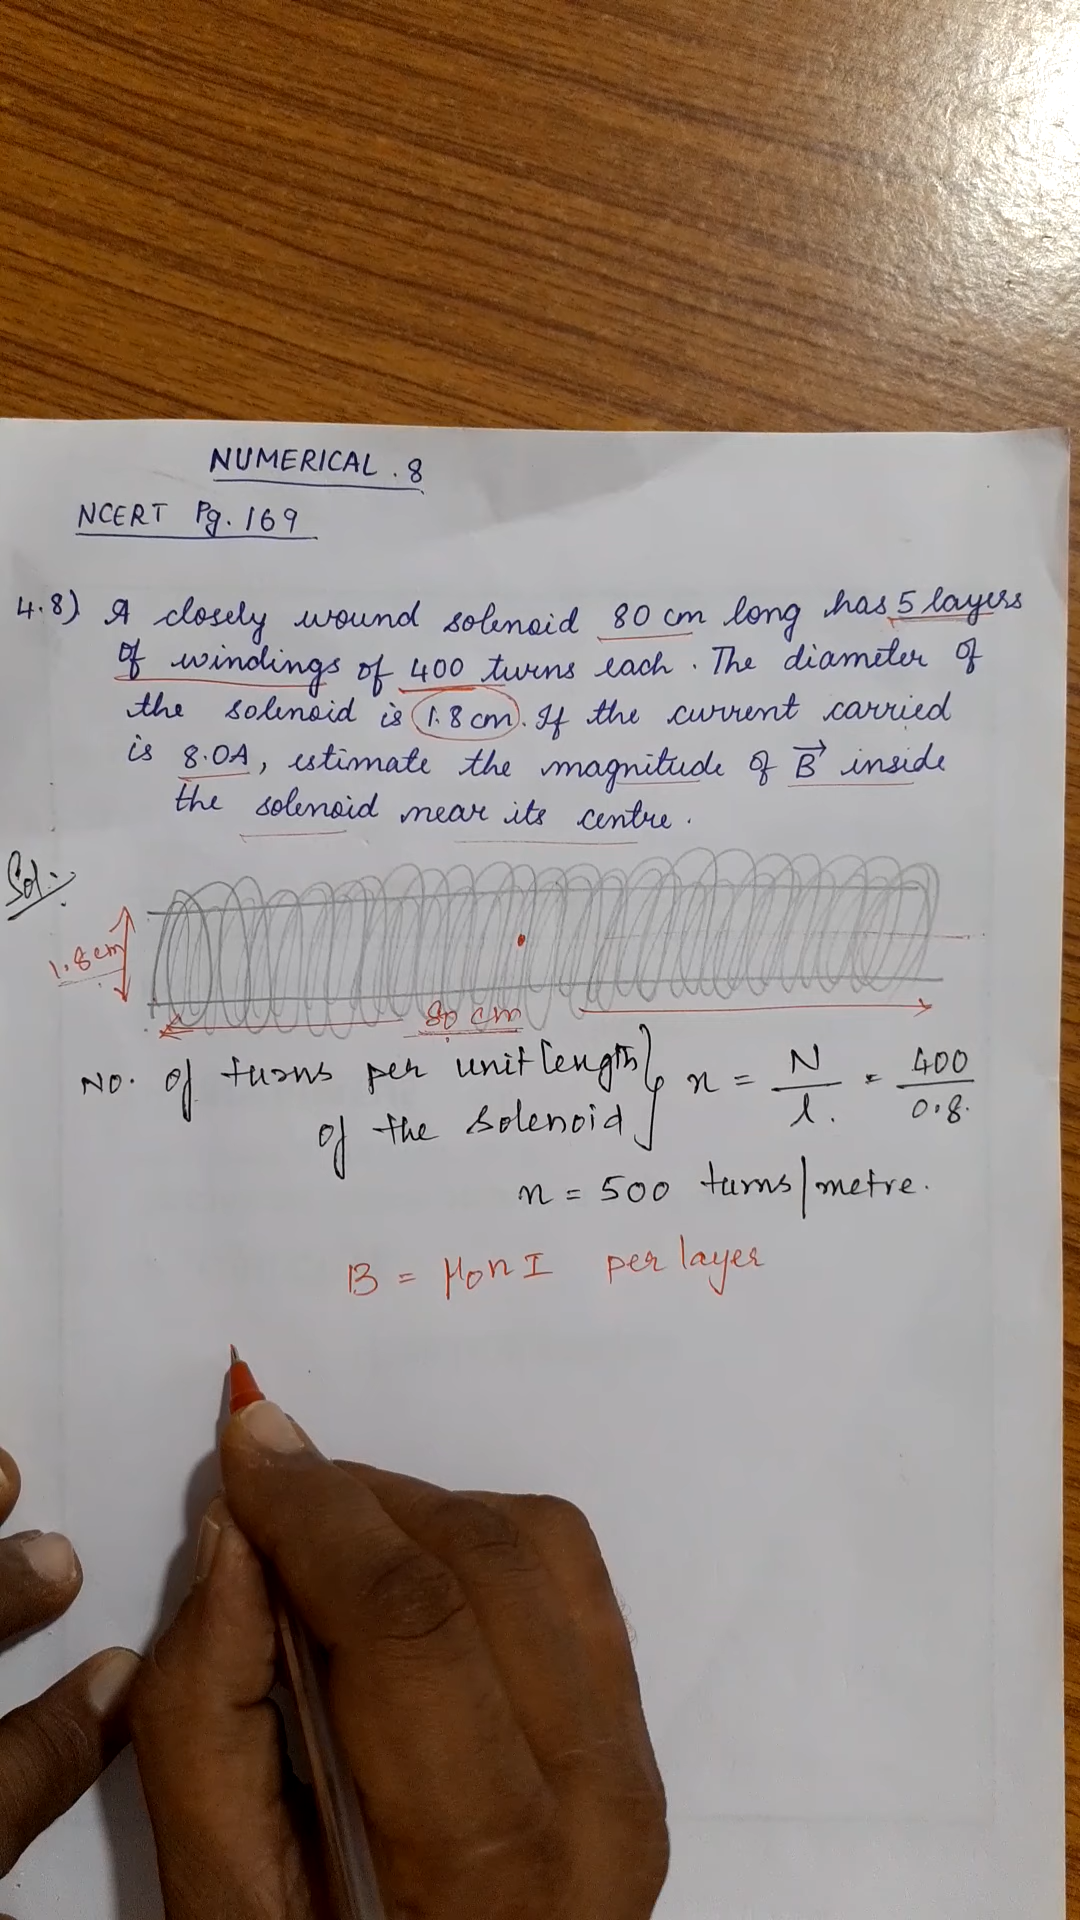 NUMERICAL . 8
NCERT Pg. 169
4.8) A closely wound solenoid 80 cm long has 5 layers
of windings of 400 turns each . The diameter of
the solenoid is 1.8 cm . If the current carried
is 8.0A , estimate the magnitude of B⃗ inside
the solenoid near its centre .
Sol:-
1.8 cm
80 cm
No. of turns per unit length } n = N/l. = 400/0.8.
of the solenoid
n = 500 turns/metre.
B = μ₀nI per layer